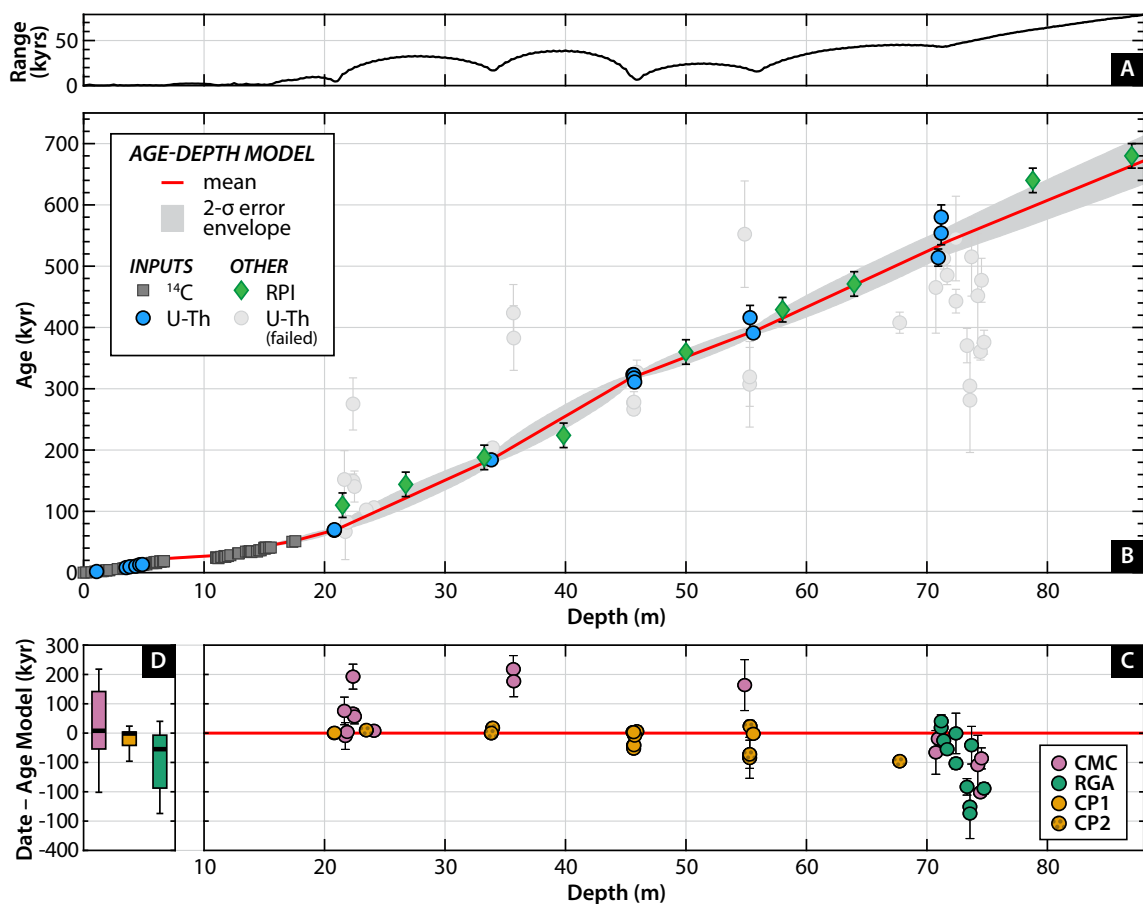 Range
(kyrs)
50
0
A
Age (kyr)
700
600
500
400
300
200
100
0
AGE-DEPTH MODEL
mean
2-σ error
envelope
INPUTS OTHER
¹⁴C RPI
U-Th U-Th
(failed)
B
0 10 20 30 40 50 60 70 80
Depth (m)
Date – Age Model (kyr)
300
200
100
0
-100
-100
-100
-400
D
C
CMC
RGA
CP1
CP2
10 20 30 40 50 60 70 80
Depth (m)